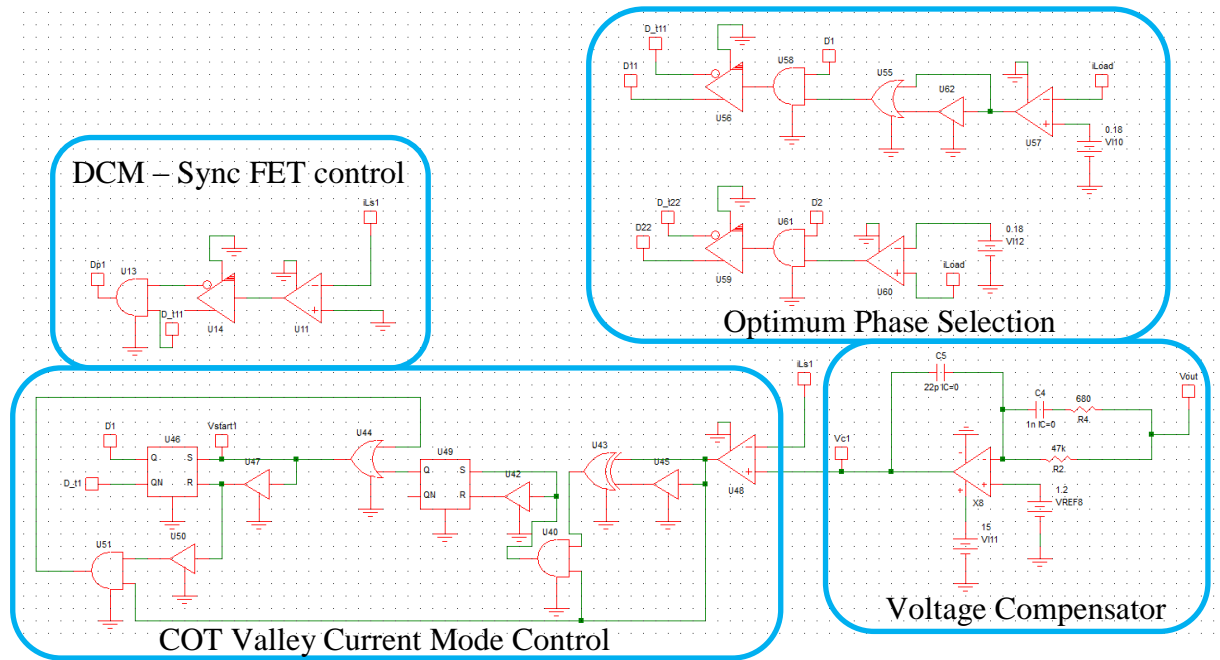 D_t11
D1
D11
U58
U55
iLoad
U62
U56
U57
0.18
VI10
D_t22
D2
D22
U61
0.18
VI12
U59
U60
iLoad
Optimum Phase Selection
DCM – Sync FET control
iLs1
Dp1
U13
D_t11
U14
U11
iLs1
D1
U46
Vstart1
U44
Q
S
QN
R
D_t1
U47
U49
Q
S
QN
R
U42
U43
U45
U48
U50
U51
U40
COT Valley Current Mode Control
C5
22p IC=0
Vout
C4
1n IC=0
680
R4
Vc1
47k
R2
X8
1.2
VREF8
15
VI11
Voltage Compensator